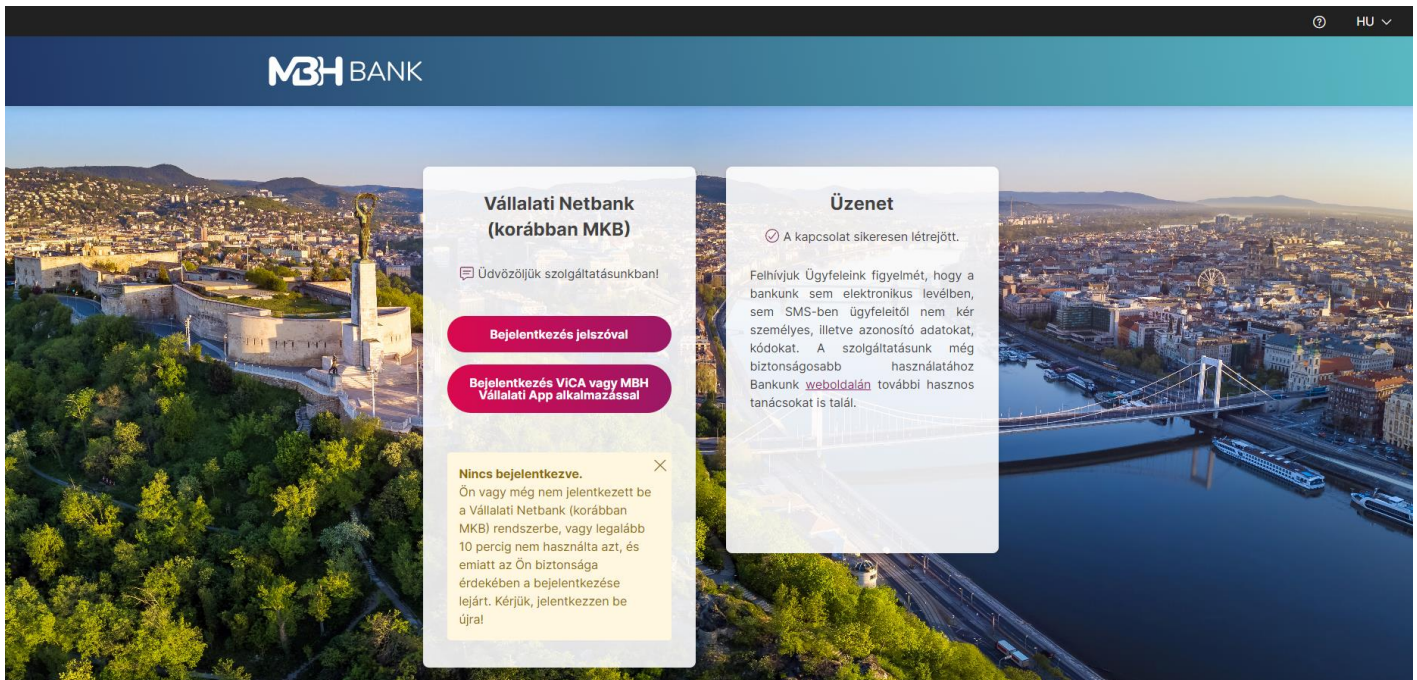 HU
MBH BANK
Vállalati Netbank
(korábban MKB)
Üdvözöljük szolgáltatásunkban!
Bejelentkezés jelszóval
Bejelentkezés ViCA vagy MBH
Vállalati App alkalmazással
Nincs bejelentkezve.
Ön vagy még nem jelentkezett be
a Vállalati Netbank (korábban
MKB) rendszerbe, vagy legalább
10 percig nem használta azt, és
emiatt az Ön biztonsága
érdekében a bejelentkezése
lejárt. Kérjük, jelentkezzen be
újra!
Üzenet
A kapcsolat sikeresen létrejött.
Felhívjuk Ügyfeleink figyelmét, hogy a
bankunk sem elektronikus levélben,
sem SMS-ben ügyfeleitől nem kér
személyes, illetve azonosító adatokat,
kódokat. A szolgáltatásunk még
biztonságosabb használatához
Bankunk weboldalán további hasznos
tanácsokat is talál.